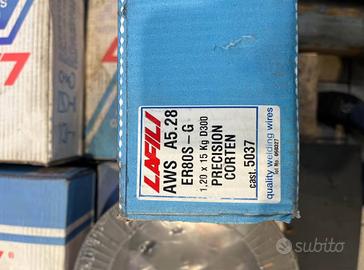 LAFILI
AWS A5.28
ER80S-G
1.20 x 15 Kg D300
PRECISION
CORTEN
cast. 5037
quality welding wires
subito